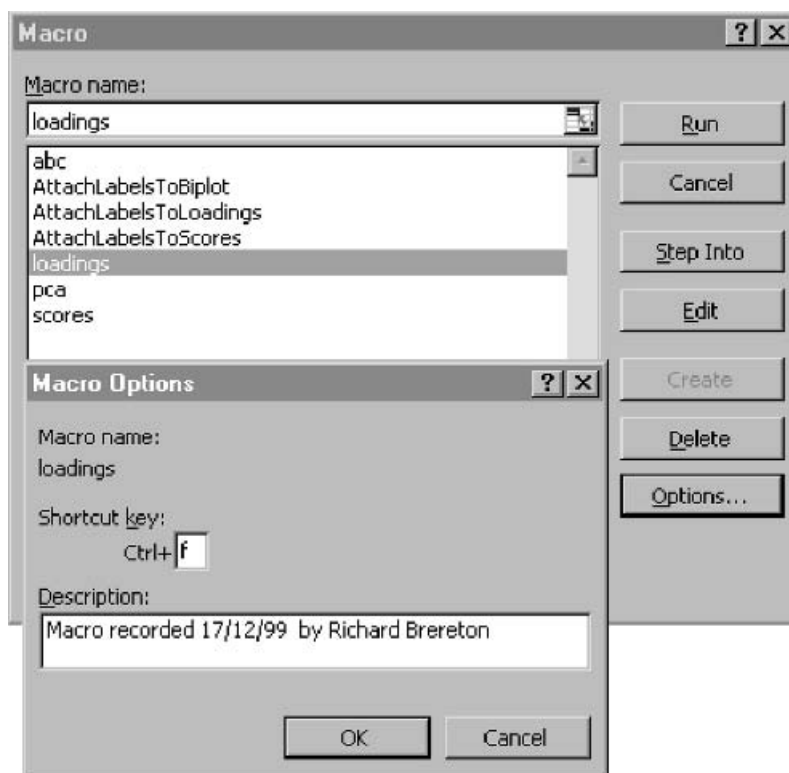 Macro
Macro name:
loadings
Run
abc
AttachLabelsToBiplot
AttachLabelsToLoadings
AttachLabelsToScores
loadings
pca
scores
Cancel
Step Into
Edit
Create
Delete
Options...
Macro Options
Macro name:
loadings
Shortcut key:
Ctrl+ f
Description:
Macro recorded 17/12/99 by Richard Brereton
OK Cancel